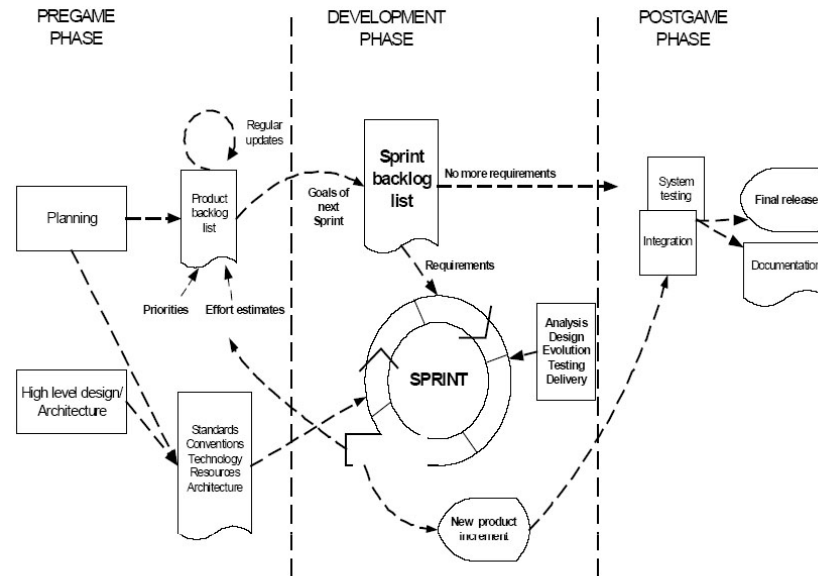 PREGAME
PHASE
DEVELOPMENT
PHASE
POSTGAME
PHASE
Regular
updates
Planning
Product
backlog
list
Goals of
next
Sprint
Sprint
backlog
list
No more requirements
System
testing
Integration
Final release
Documentation
Priorities
Effort estimates
Requirements
Analysis
Design
Evolution
Testing
Delivery
SPRINT
High level design/
Architecture
Standards
Conventions
Technology
Resources
Architecture
New product
increment